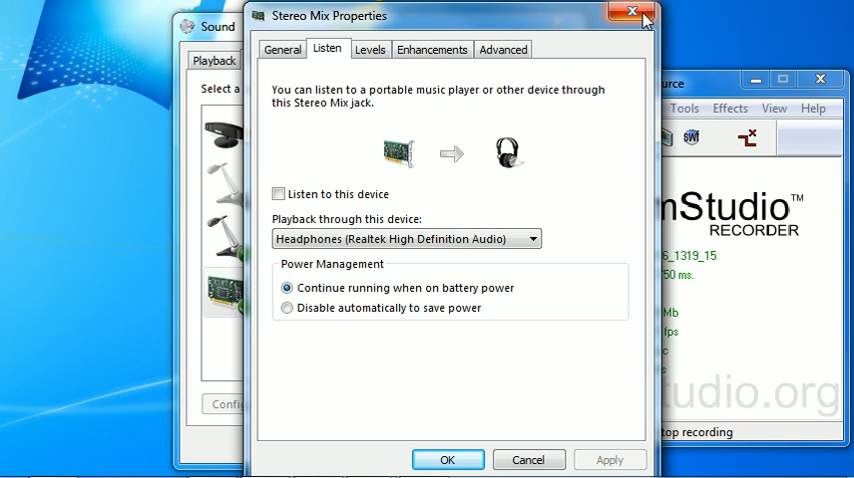 Sound
Stereo Mix Properties
Playback
General
Listen
Levels
Enhancements
Advanced
Select a
You can listen to a portable music player or other device through
this Stereo Mix jack.
Listen to this device
Playback through this device:
Headphones (Realtek High Definition Audio)
Power Management
Continue running when on battery power
Disable automatically to save power
Config
OK
Cancel
Apply
urce
Tools
Effects
View
Help
swf
mStudio™
RECORDER
6_1319_15
50 ms.
Mb
fps
c
s
tudio.org
top recording